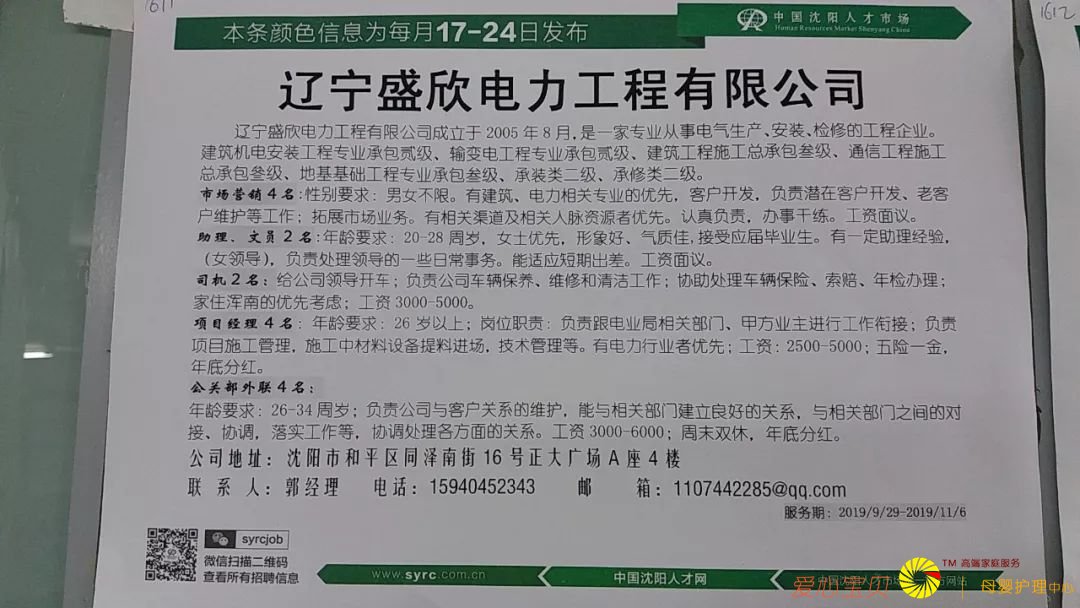 1611
1612
本条颜色信息为每月17-24日发布
中国沈阳人才市场
Human Resources Market Shenyang China
辽宁盛欣电力工程有限公司
辽宁盛欣电力工程有限公司成立于2005年8月,是一家专业从事电气生产、安装、检修的工程企业。
建筑机电安装工程专业承包贰级、输变电工程专业承包贰级、建筑工程施工总承包叁级、通信工程施工
总承包叁级、地基基础工程专业承包叁级、承装类二级、承修类二级。
市场营销4名:性别要求:男女不限。有建筑、电力相关专业的优先,客户开发,负责潜在客户开发、老客
户维护等工作;拓展市场业务。有相关渠道及相关人脉资源者优先。认真负责,办事干练。工资面议。
助理、文员2名:年龄要求:20-28周岁,女士优先,形象好、气质佳,接受应届毕业生。有一定助理经验,
(女领导),负责处理领导的一些日常事务。能适应短期出差。工资面议。
司机2名:给公司领导开车;负责公司车辆保养、维修和清洁工作;协助处理车辆保险、索赔、年检办理;
家住浑南的优先考虑;工资3000-5000。
项目经理4名:年龄要求:26岁以上;岗位职责:负责跟电业局相关部门、甲方业主进行工作衔接;负责
项目施工管理,施工中材料设备提料进场,技术管理等。有电力行业者优先;工资:2500-5000;五险一金,
年底分红。
公关部外联4名:
年龄要求:26-34周岁;负责公司与客户关系的维护,能与相关部门建立良好的关系,与相关部门之间的对
接、协调,落实工作等,协调处理各方面的关系。工资3000-6000;周末双休,年底分红。
公司地址:沈阳市和平区同泽南街16号正大广场A座4楼
联系人:郭经理 电话:15940452343 邮箱:1107442285@qq.com
服务期:2019/9/29-2019/11/6
syrcjob
微信扫描二维码
查看所有招聘信息
www.syrc.com.cn
中国沈阳人才网
中国沈阳人才市场
爱心宝贝
TM 高端家庭服务
母婴护理中心